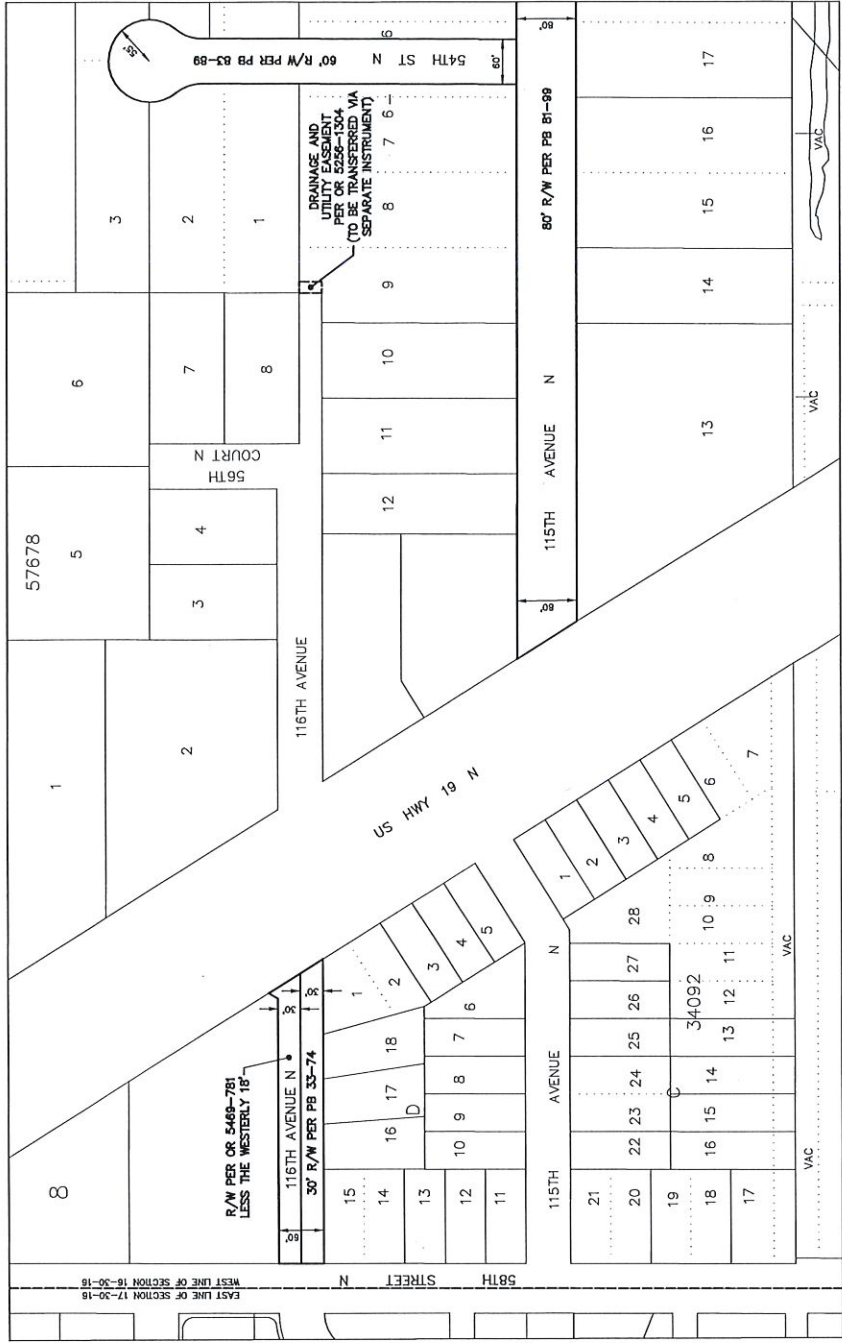 55'
60' R/W PER PB 83-89
54TH ST N
60'
80'
3
2
1
6
7
8
9
DRAINAGE AND
UTILITY EASEMENT
PER OR 5256-1304
(TO BE TRANSFERRED VIA
SEPARATE INSTRUMENT)
80' R/W PER PB 81-99
17
16
15
14
VAC
6
7
8
10
11
12
56TH
COURT N
57678
5
4
3
115TH AVENUE N
80'
13
VAC
116TH AVENUE
1
2
US HWY 19 N
R/W PER OR 5469-781
LESS THE WESTERLY 18'
116TH AVENUE N
30' R/W PER PB 33-74
30'
30'
60'
8
1
2
3
4
5
6
7
8
9
10
18
17
16
D
15
14
13
12
11
1
2
3
4
5
6
7
8
9
10
11
12
13
14
15
16
28
27
26
25
24
23
22
34092
C
21
20
19
18
17
115TH AVENUE N
VAC
VAC
58TH STREET N
WEST LINE OF SECTION 16-30-16
EAST LINE OF SECTION 17-30-16